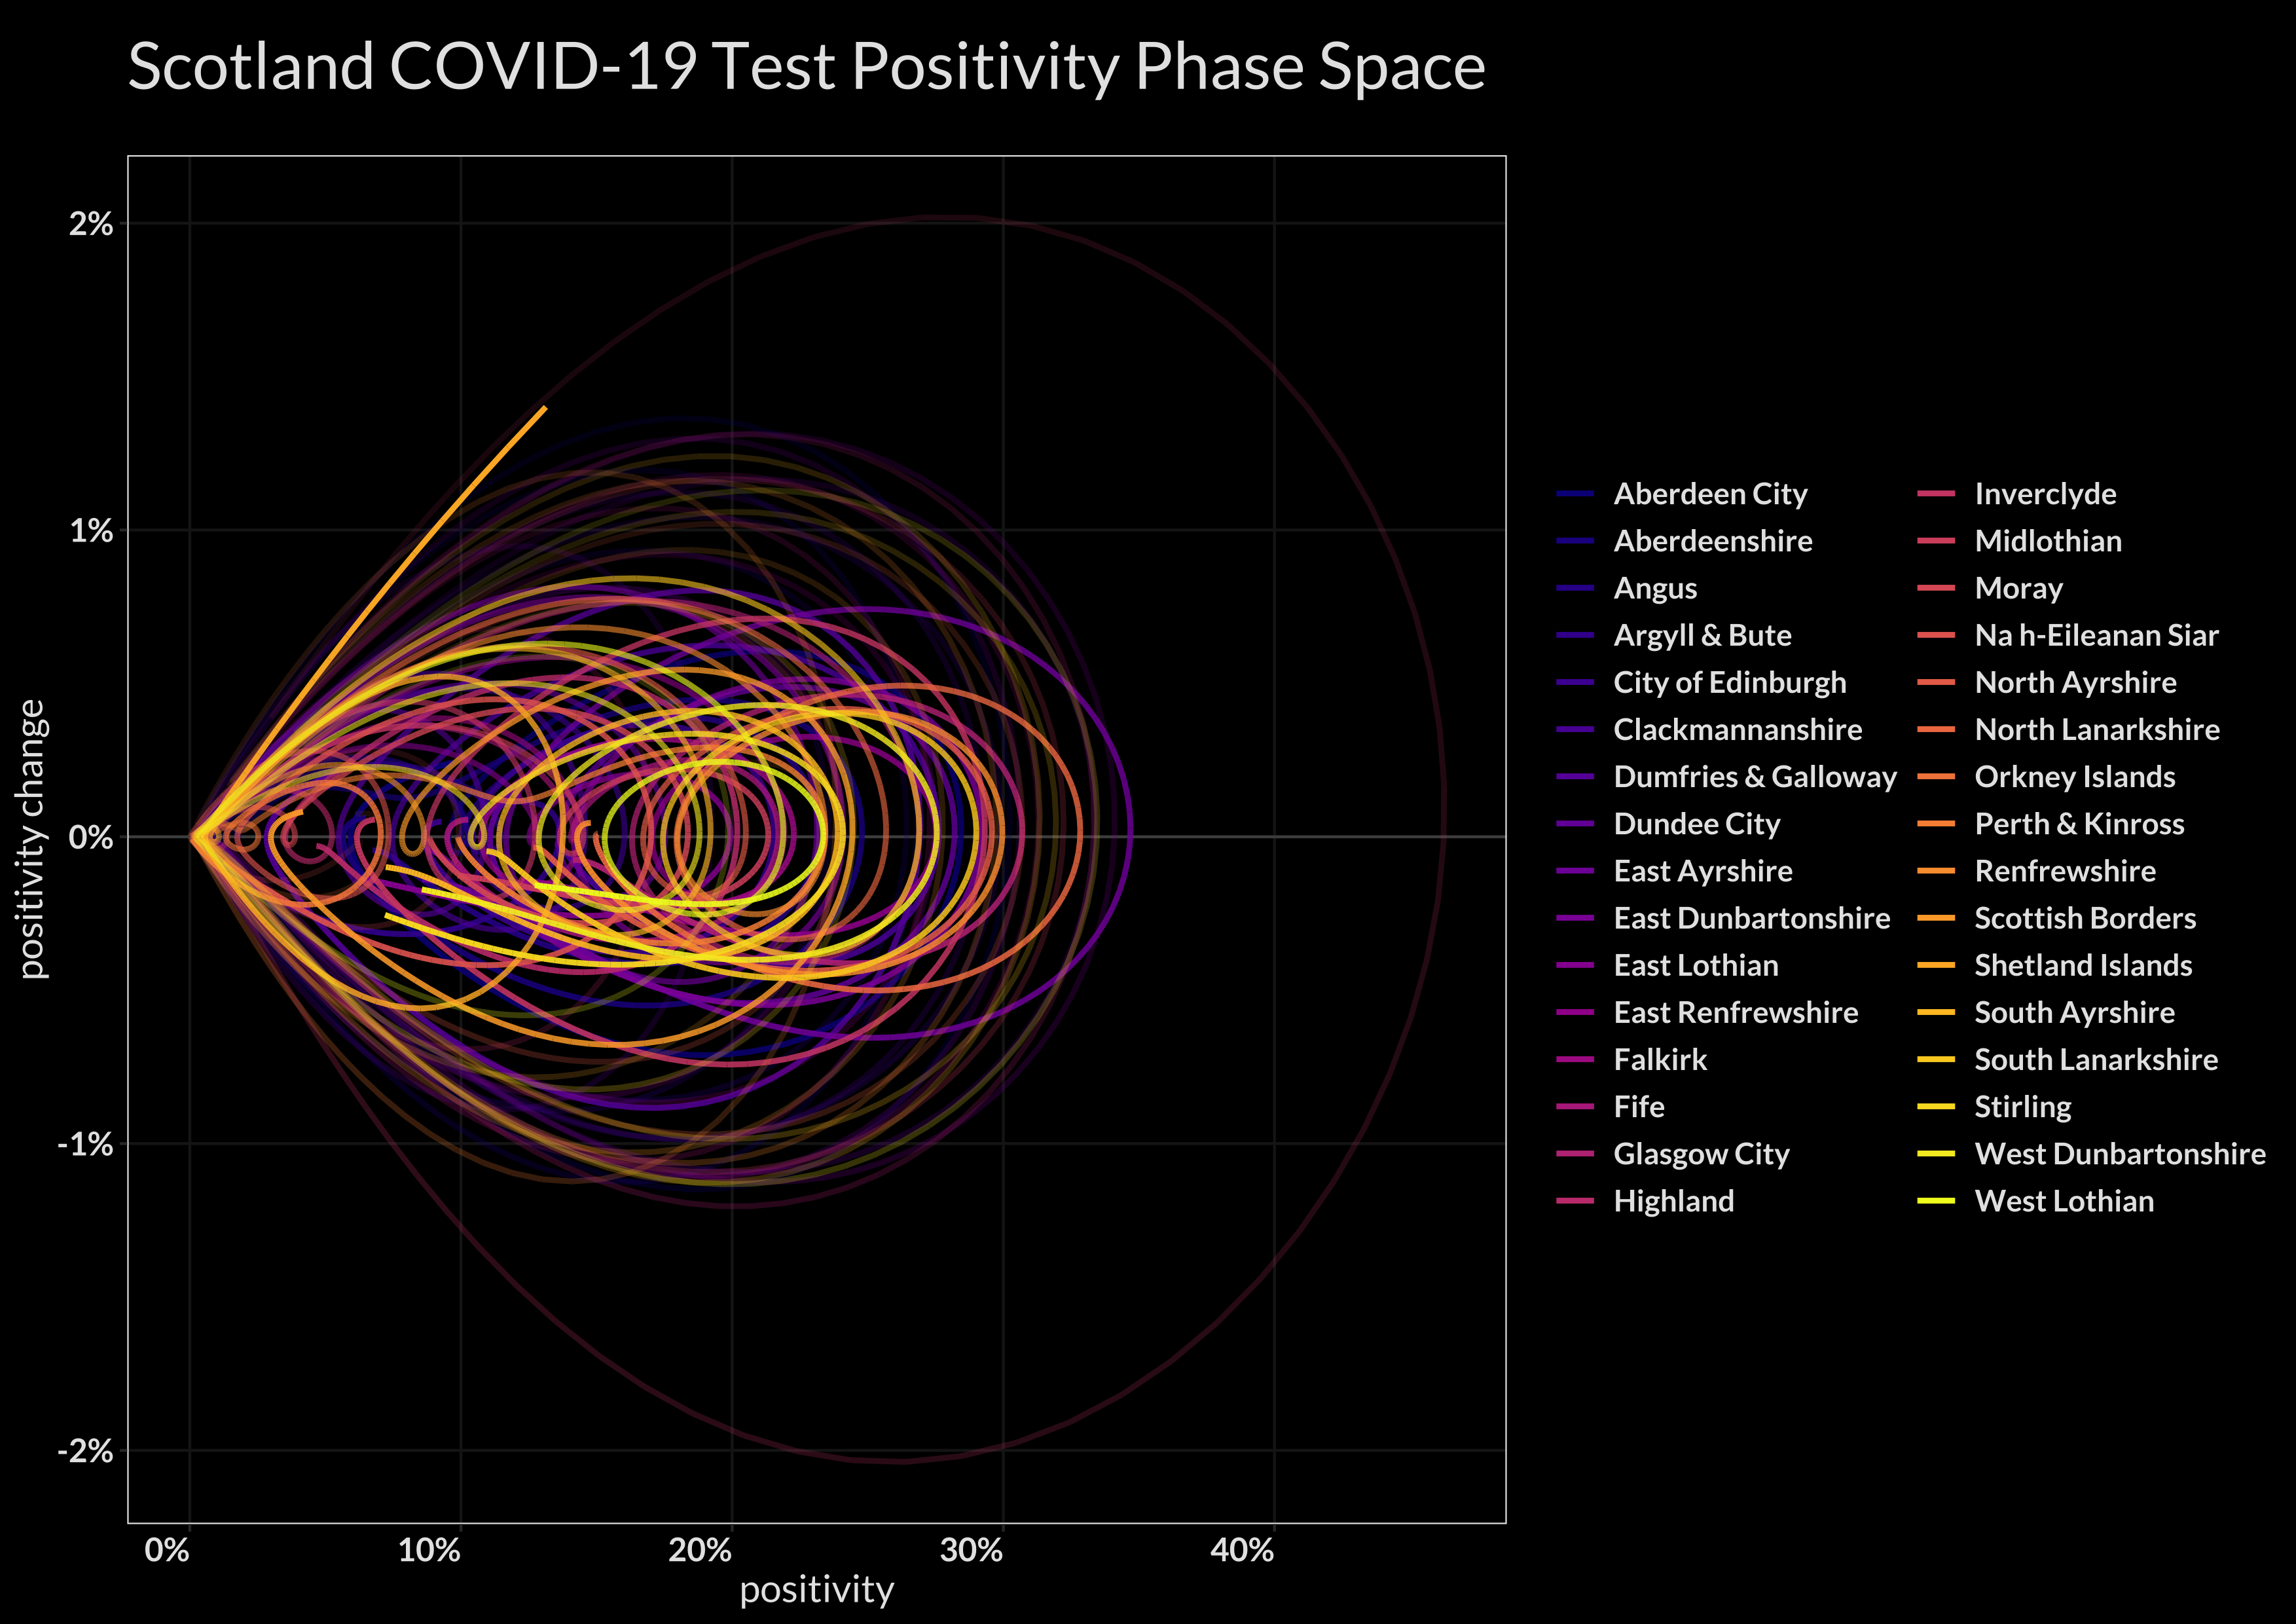 Scotland COVID-19 Test Positivity Phase Space
positivity change
2%
1%
0%
-1%
-2%
0% 10% 20% 30% 40%
positivity
Aberdeen City
Aberdeenshire
Angus
Argyll & Bute
City of Edinburgh
Clackmannanshire
Dumfries & Galloway
Dundee City
East Ayrshire
East Dunbartonshire
East Lothian
East Renfrewshire
Falkirk
Fife
Glasgow City
Highland
Inverclyde
Midlothian
Moray
Na h-Eileanan Siar
North Ayrshire
North Lanarkshire
Orkney Islands
Perth & Kinross
Renfrewshire
Scottish Borders
Shetland Islands
South Ayrshire
South Lanarkshire
Stirling
West Dunbartonshire
West Lothian